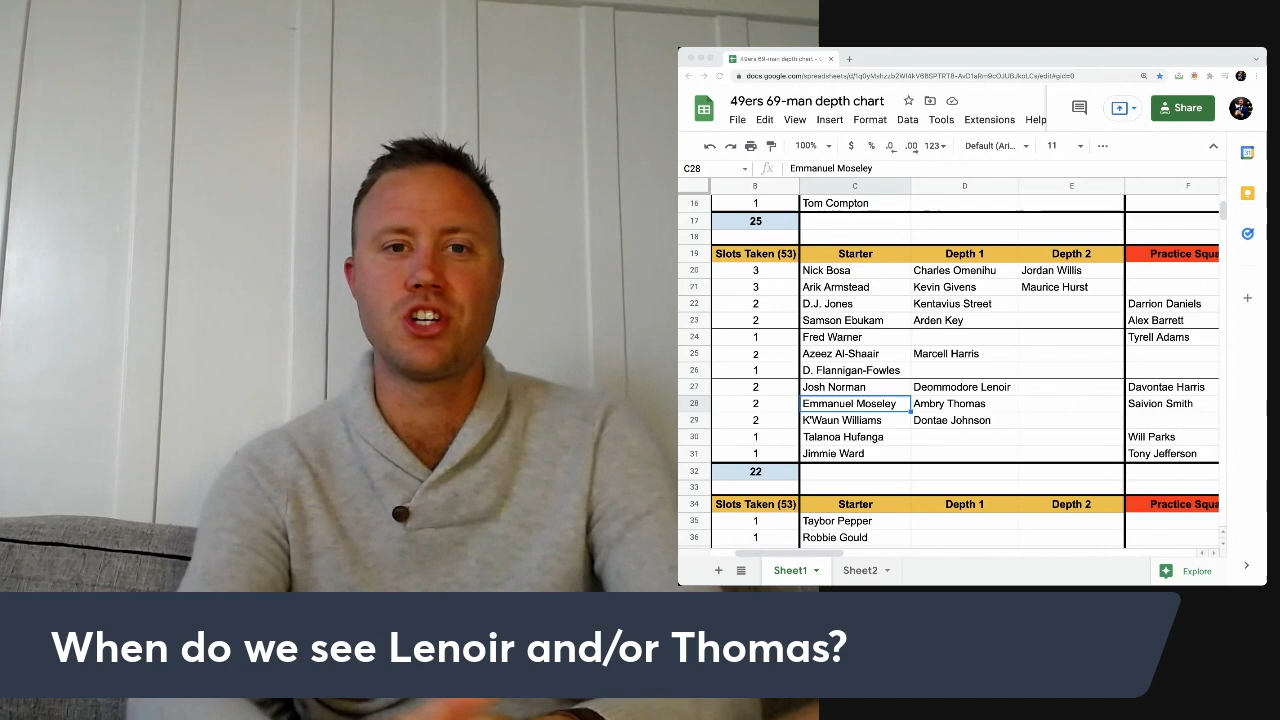 49ers 69-man depth chart - G
49ers 69-man depth chart
File Edit View Insert Format Data Tools Extensions Help
Share
100% $ % .0 .00 123 Default (Ari... 11
C28 fx Emmanuel Moseley
B C D E F
16 1 Tom Compton
17 25
18
19 Slots Taken (53) Starter Depth 1 Depth 2 Practice Squa
20 3 Nick Bosa Charles Omenihu Jordan Willis
21 3 Arik Armstead Kevin Givens Maurice Hurst
22 2 D.J. Jones Kentavius Street Darrion Daniels
23 2 Samson Ebukam Arden Key Alex Barrett
24 1 Fred Warner Tyrell Adams
25 2 Azeez Al-Shaair Marcell Harris
26 1 D. Flannigan-Fowles
27 2 Josh Norman Deommodore Lenoir Davontae Harris
28 2 Emmanuel Moseley Ambry Thomas Saivion Smith
29 2 K'Waun Williams Dontae Johnson
30 1 Talanoa Hufanga Will Parks
31 1 Jimmie Ward Tony Jefferson
32 22
33
34 Slots Taken (53) Starter Depth 1 Depth 2 Practice Squa
35 1 Taybor Pepper
36 1 Robbie Gould
Sheet1 Sheet2 Explore
When do we see Lenoir and/or Thomas?